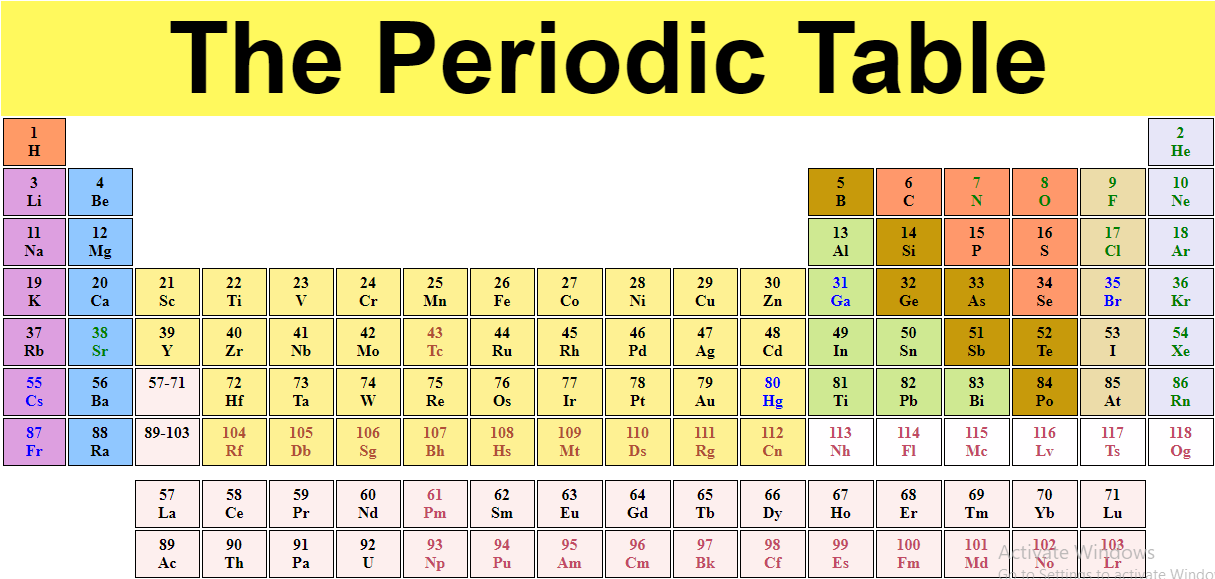 The Periodic Table
1 2
H He
3 4 5 6 7 8 9 10
Li Be B C N O F Ne
11 12 13 14 15 16 17 18
Na Mg Al Si P S Cl Ar
19 20 21 22 23 24 25 26 27 28 29 30 31 32 33 34 35 36
K Ca Sc Ti V Cr Mn Fe Co Ni Cu Zn Ga Ge As Se Br Kr
37 38 39 40 41 42 43 44 45 46 47 48 49 50 51 52 53 54
Rb Sr Y Zr Nb Mo Tc Ru Rh Pd Ag Cd In Sn Sb Te I Xe
55 56 57-71 72 73 74 75 76 77 78 79 80 81 82 83 84 85 86
Cs Ba Hf Ta W Re Os Ir Pt Au Hg Ti Pb Bi Po At Rn
87 88 89-103 104 105 106 107 108 109 110 111 112 113 114 115 116 117 118
Fr Ra Rf Db Sg Bh Hs Mt Ds Rg Cn Nh Fl Mc Lv Ts Og
57 58 59 60 61 62 63 64 65 66 67 68 69 70 71
La Ce Pr Nd Pm Sm Eu Gd Tb Dy Ho Er Tm Yb Lu
89 90 91 92 93 94 95 96 97 98 99 100 101 102 103
Ac Th Pa U Np Pu Am Cm Bk Cf Es Fm Md No Lr
Activate Windows
Go to Settings to activate Windo